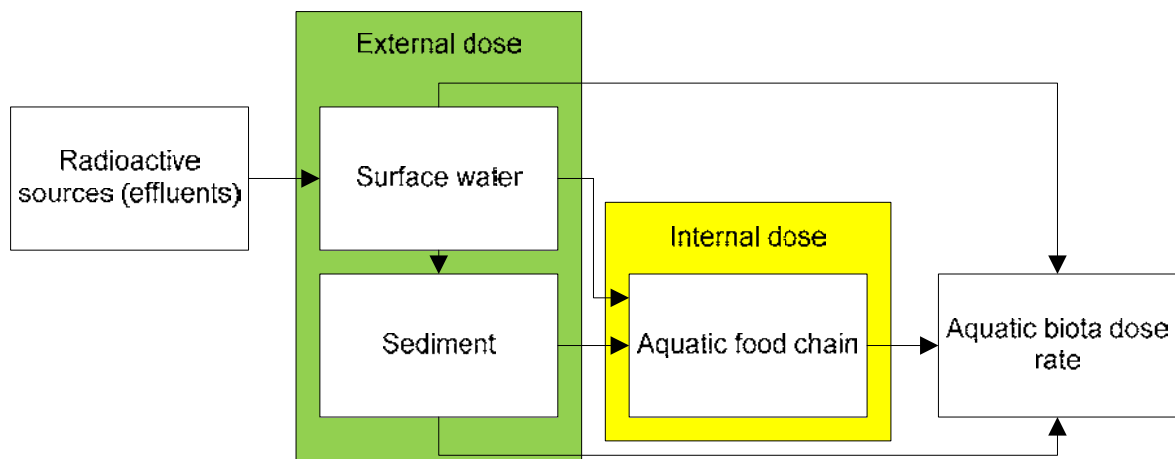 External dose
Radioactive
sources (effluents)
Surface water
Internal dose
Sediment
Aquatic food chain
Aquatic biota dose
rate